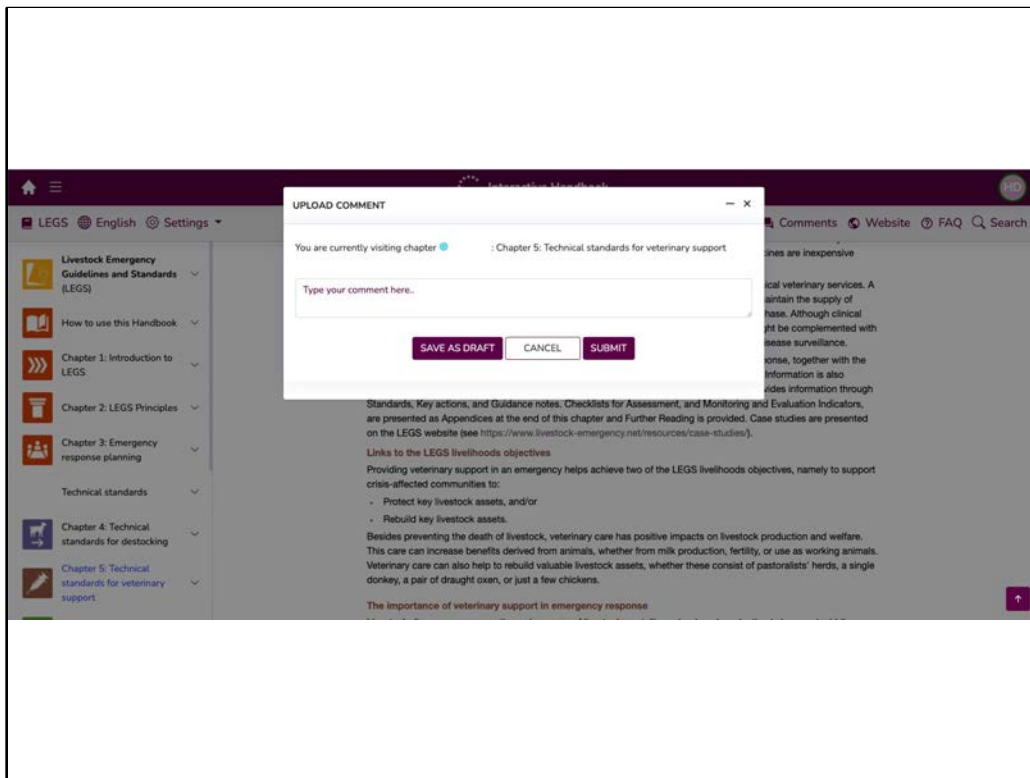 Interactive Handbook
HD
LEGS English Settings
Comments Website FAQ Search
Livestock Emergency
Guidelines and Standards
(LEGS)
How to use this Handbook
Chapter 1: Introduction to
LEGS
Chapter 2: LEGS Principles
Chapter 3: Emergency
response planning
Technical standards
Chapter 4: Technical
standards for destocking
Chapter 5: Technical
standards for veterinary
support
UPLOAD COMMENT
You are currently visiting chapter : Chapter 5: Technical standards for veterinary support
Type your comment here..
SAVE AS DRAFT CANCEL SUBMIT
cines are inexpensive
ical veterinary services. A
aintain the supply of
hase. Although clinical
ght be complemented with
isease surveillance.
onse, together with the
Information is also
vides information through
Standards, Key actions, and Guidance notes. Checklists for Assessment, and Monitoring and Evaluation Indicators,
are presented as Appendices at the end of this chapter and Further Reading is provided. Case studies are presented
on the LEGS website (see https://www.livestock-emergency.net/resources/case-studies/).
Links to the LEGS livelihoods objectives
Providing veterinary support in an emergency helps achieve two of the LEGS livelihoods objectives, namely to support
crisis-affected communities to:
• Protect key livestock assets, and/or
• Rebuild key livestock assets.
Besides preventing the death of livestock, veterinary care has positive impacts on livestock production and welfare.
This care can increase benefits derived from animals, whether from milk production, fertility, or use as working animals.
Veterinary care can also help to rebuild valuable livestock assets, whether these consist of pastoralists' herds, a single
donkey, a pair of draught oxen, or just a few chickens.
The importance of veterinary support in emergency response